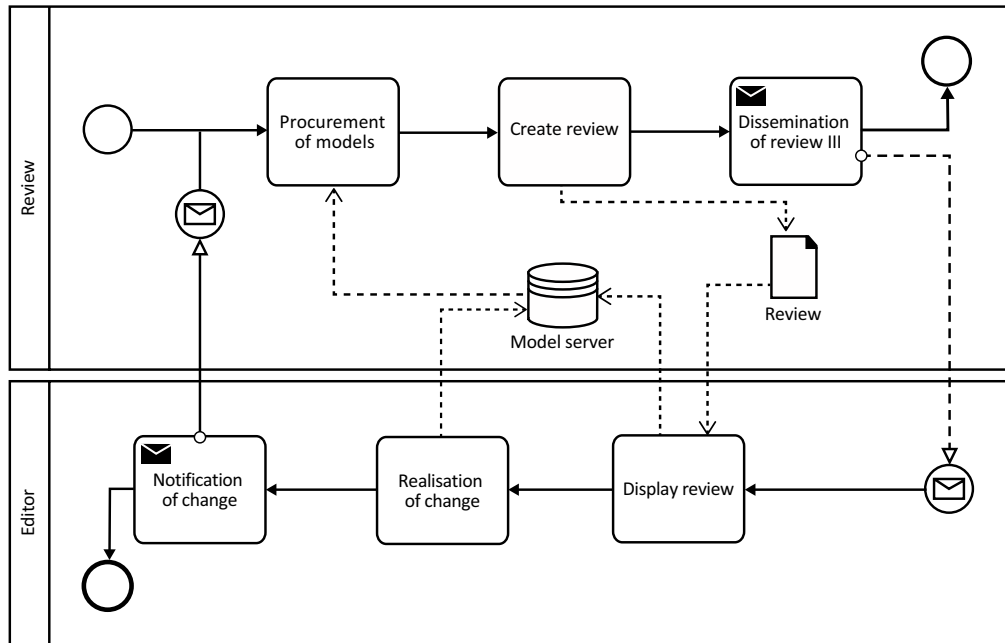 Review
Procurement
of models
Create review
Dissemination
of review III
Model server
Review
Editor
Notification
of change
Realisation
of change
Display review